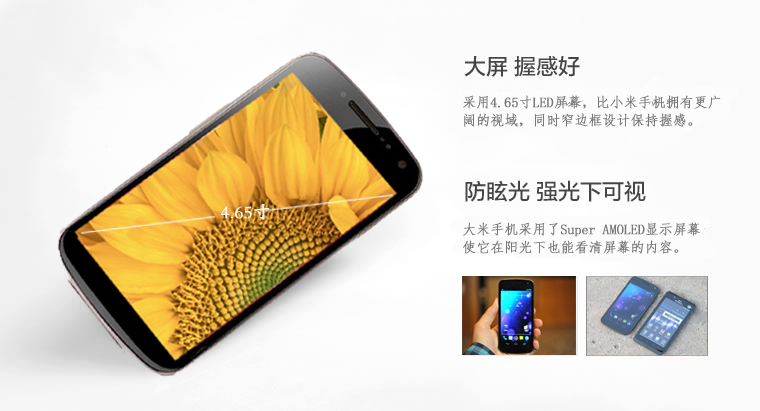 大屏 握感好
采用4.65寸LED屏幕，比小米手机拥有更广
阔的视域，同时窄边框设计保持握感。
4.65寸
防眩光 强光下可视
大米手机采用了Super AMOLED显示屏幕
使它在阳光下也能看清屏幕的内容。